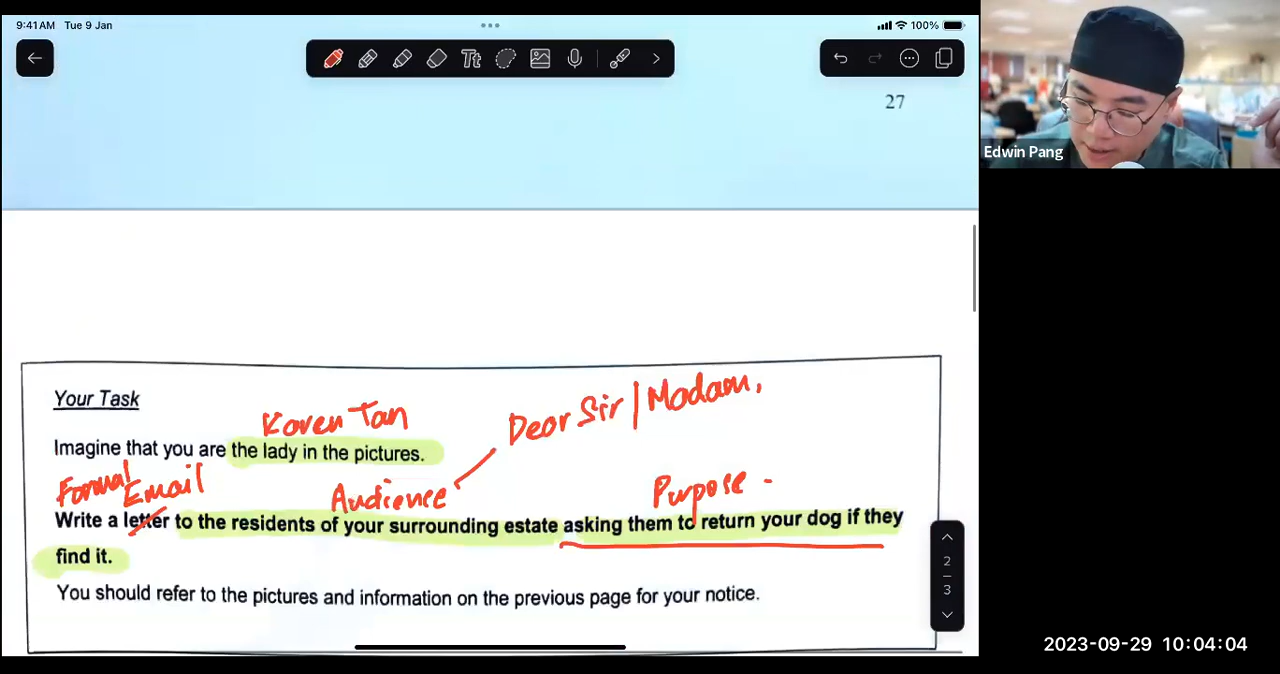 9:41 AM Tue 9 Jan
100%
Tt
27
Edwin Pang
Your Task
Karen Tan
Dear Sir / Madam,
Imagine that you are the lady in the pictures.
Formal Email
Audience
Purpose
Write a letter to the residents of your surrounding estate asking them to return your dog if they
find it.
You should refer to the pictures and information on the previous page for your notice.
2
3
2023-09-29 10:04:04